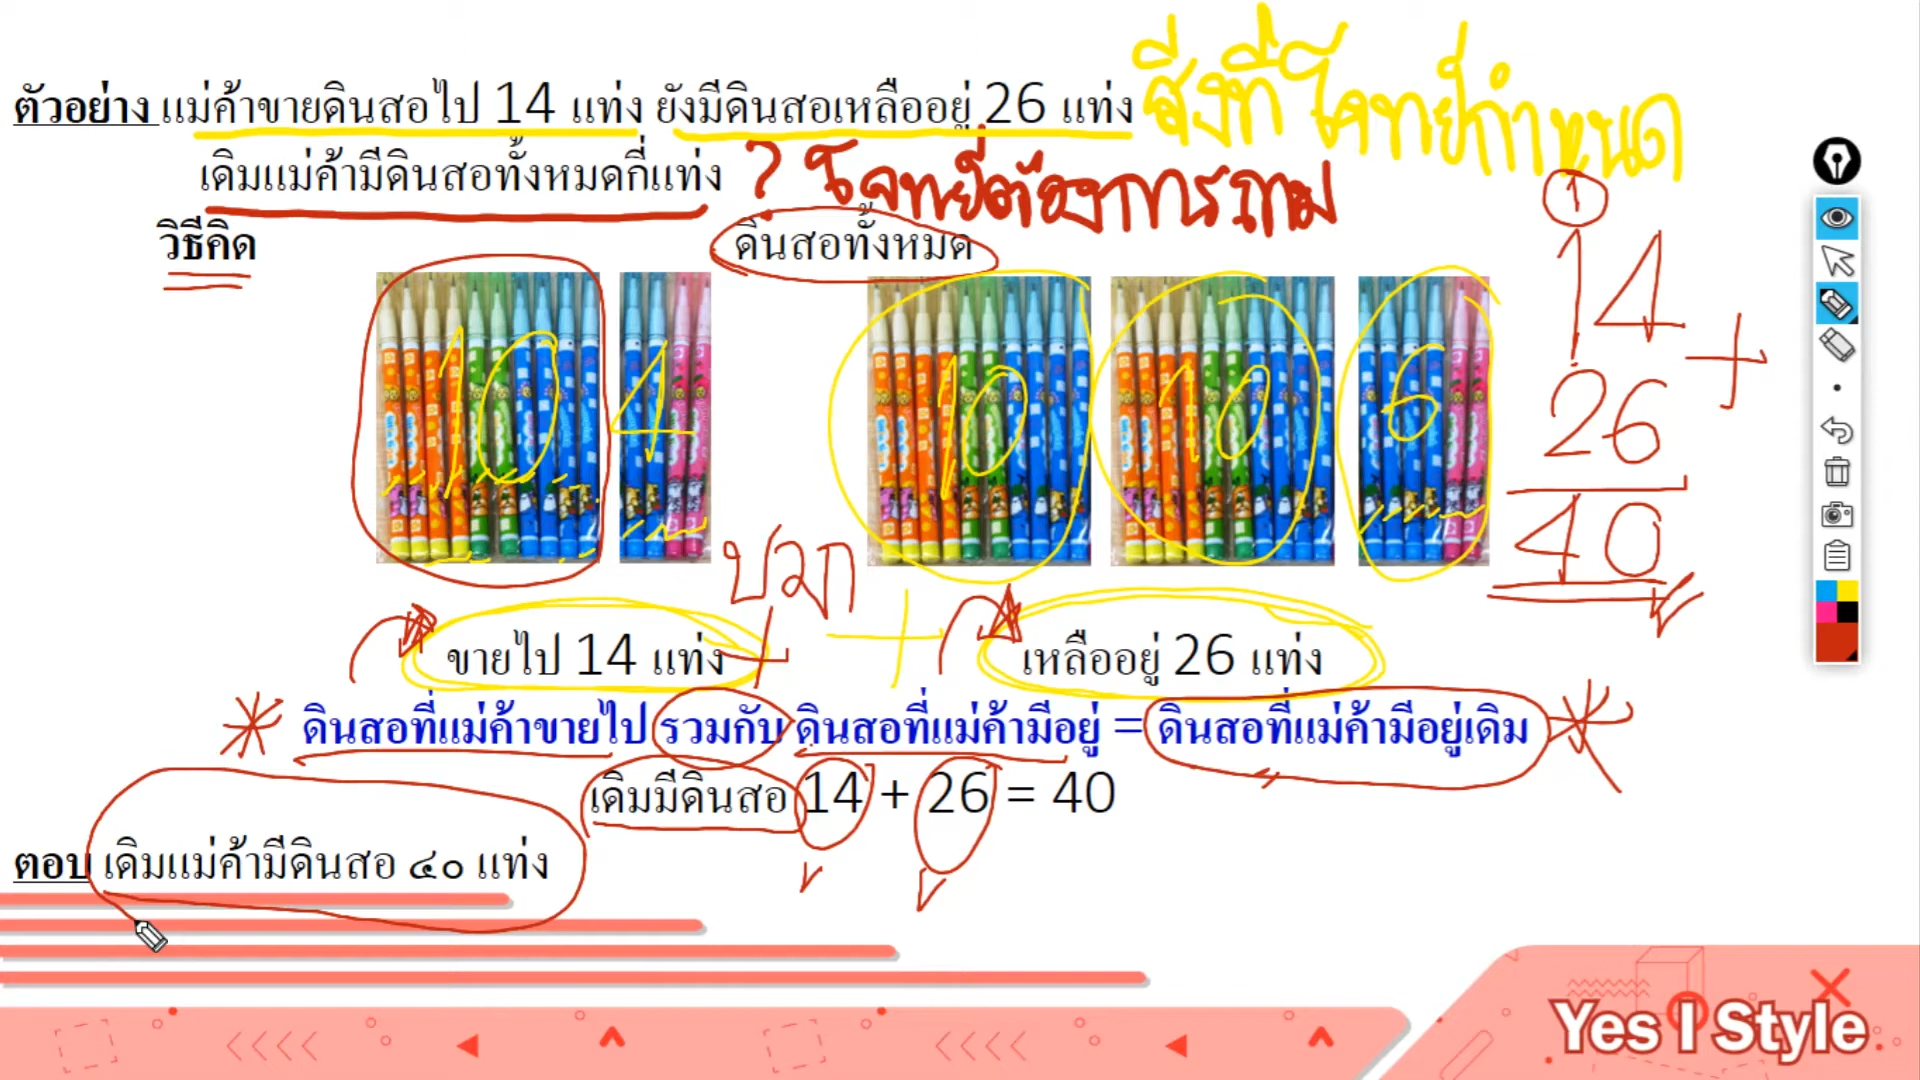 ตัวอย่าง แม่ค้าขายดินสอไป 14 แท่ง ยังมีดินสอเหลืออยู่ 26 แท่ง สิ่งที่โจทย์กำหนด
เดิมแม่ค้ามีดินสอทั้งหมดกี่แท่ง ? โจทย์ต้องการถาม
วิธีคิด ดินสอทั้งหมด
1
14
+
26
40
10 4 10 10 6
บวก
ขายไป 14 แท่ง + + เหลืออยู่ 26 แท่ง
* ดินสอที่แม่ค้าขายไป รวมกับ ดินสอที่แม่ค้ามีอยู่ = ดินสอที่แม่ค้ามีอยู่เดิม *
เดิมมีดินสอ 14 + 26 = 40
ตอบ เดิมแม่ค้ามีดินสอ ๔๐ แท่ง
Yes I Style